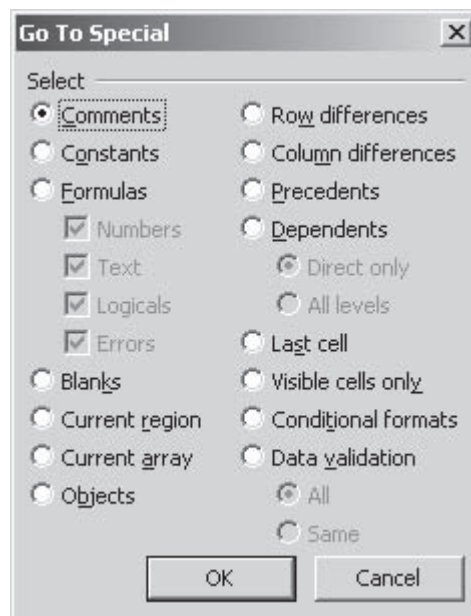 Go To Special
Select
Comments
Constants
Formulas
Numbers
Text
Logicals
Errors
Blanks
Current region
Current array
Objects
Row differences
Column differences
Precedents
Dependents
Direct only
All levels
Last cell
Visible cells only
Conditional formats
Data validation
All
Same
OK
Cancel